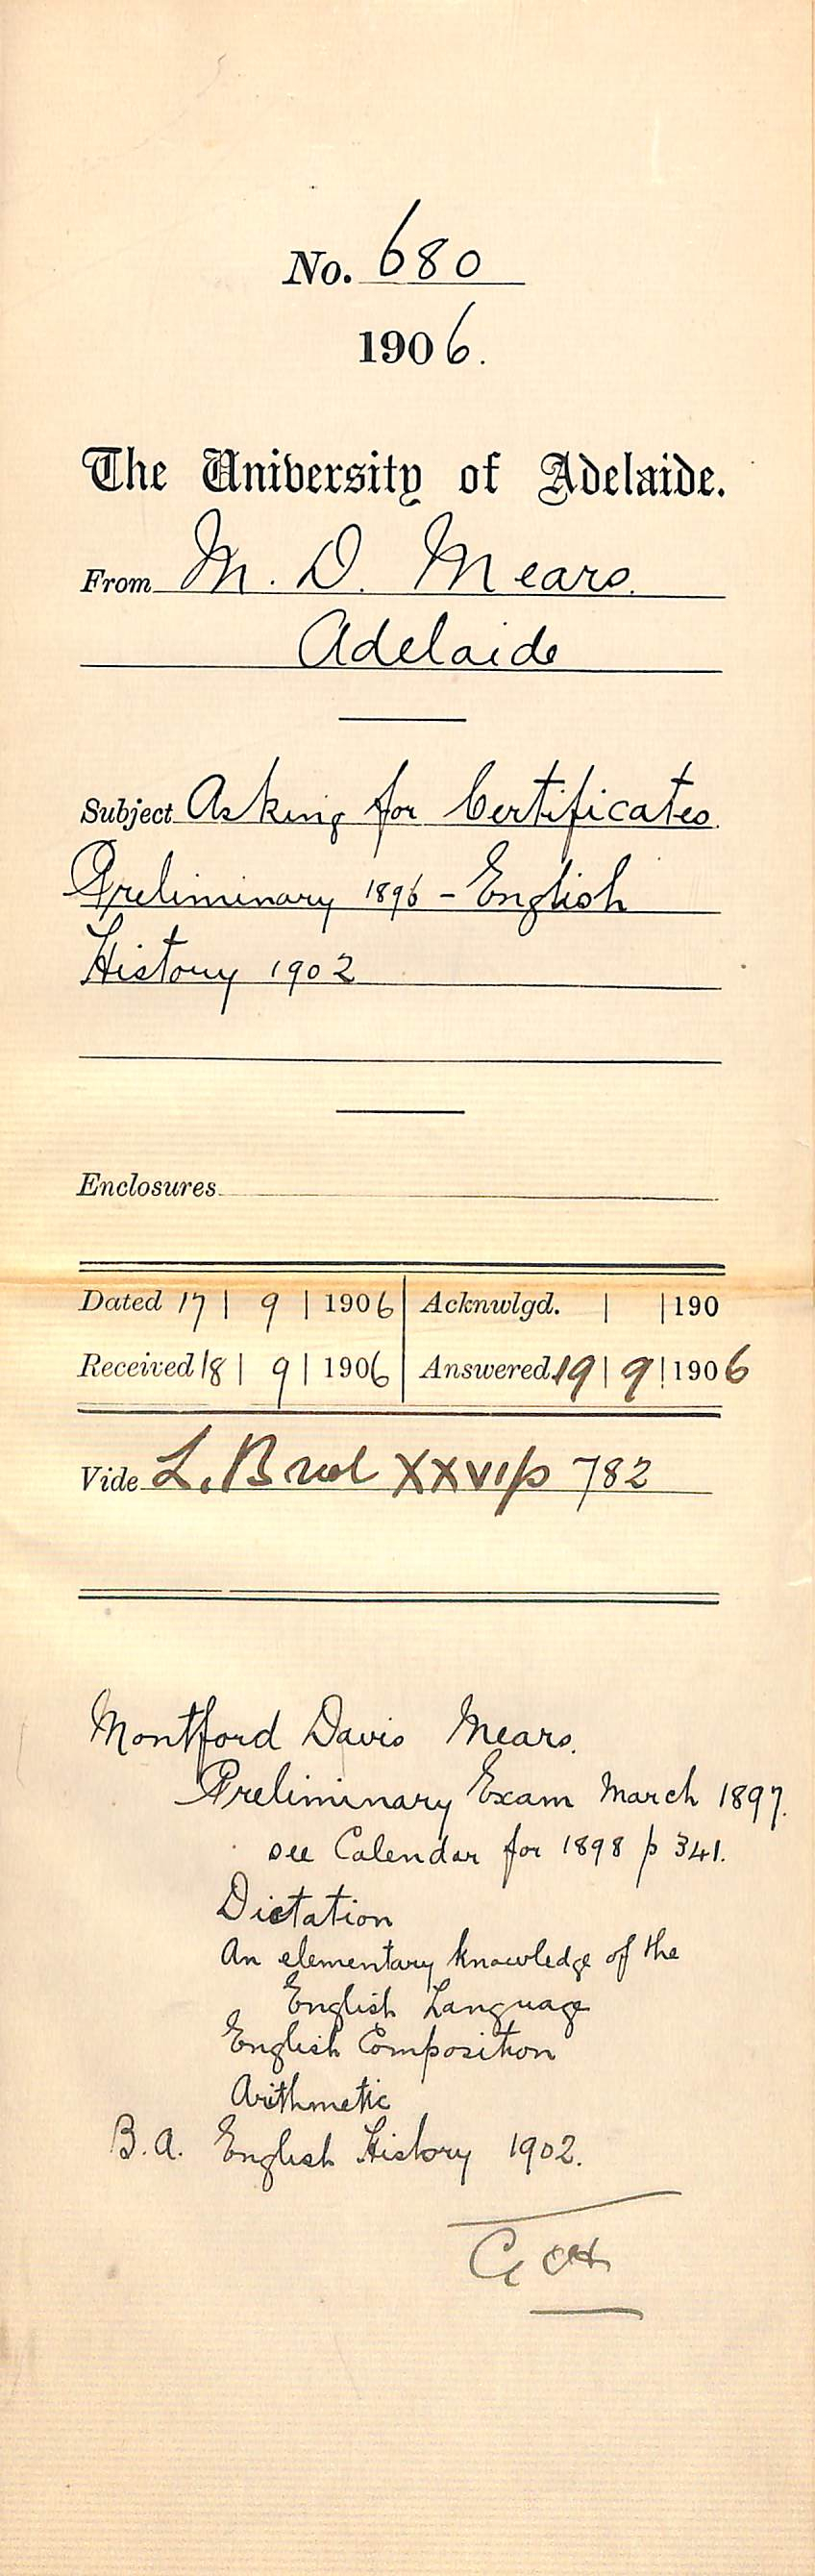 No. 680
1906.
The University of Adelaide.
From M. D. Mears.
Adelaide
Subject Asking for Certificates.
Preliminary 1896 - English
History 1902
Enclosures
Dated 17 | 9 | 1906 | Acknwlgd. | | 190
Received 18 | 9 | 1906 | Answered 19 | 9 | 1906
Vide L. B vol XXVI p 782
Montford Davis Mears.
Preliminary Exam March 1897.
see Calendar for 1898 p 341.
Dictation
An elementary knowledge of the
English Language
English Composition
Arithmetic
B.A. English History 1902.